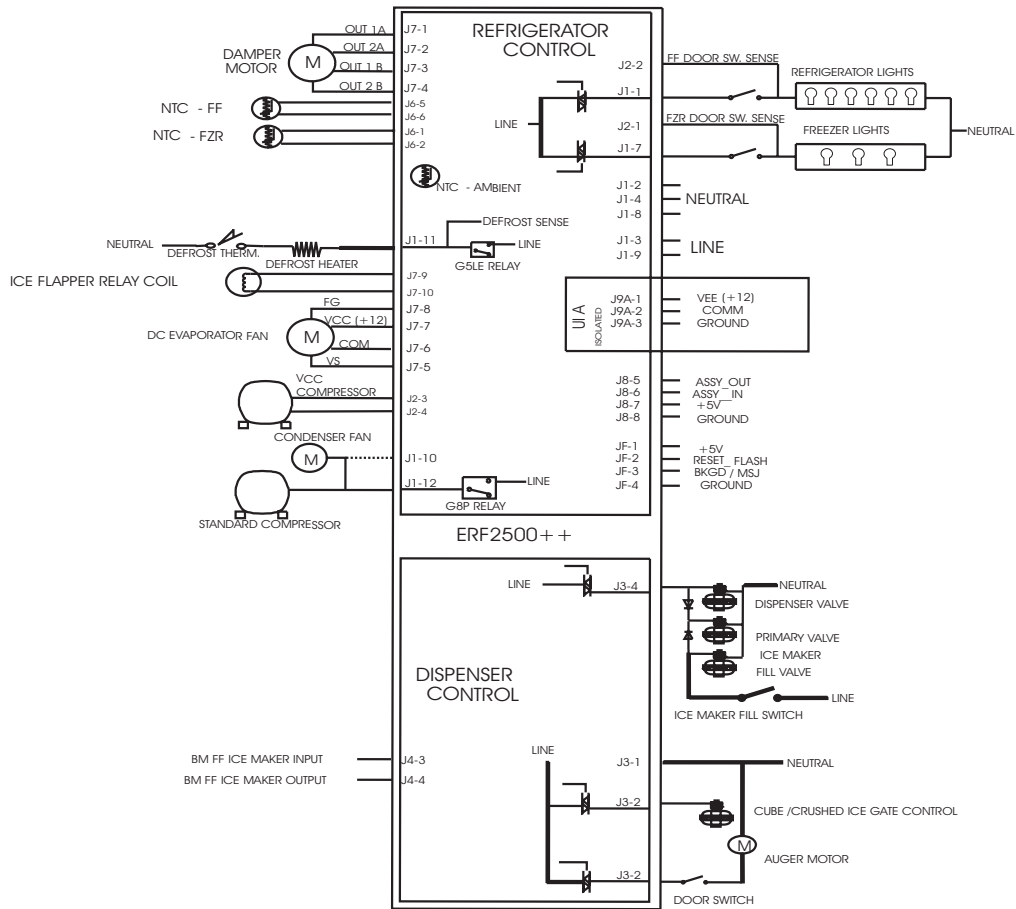 REFRIGERATOR
CONTROL
DAMPER
MOTOR
M
OUT 1A
OUT 2A
OUT 1 B
OUT 2 B
J7-1
J7-2
J7-3
J7-4
NTC - FF
J6-5
J6-6
NTC - FZR
J6-1
J6-2
NTC - AMBIENT
LINE
J2-2
J1-1
J2-1
J1-7
FF DOOR SW. SENSE
REFRIGERATOR LIGHTS
FZR DOOR SW. SENSE
FREEZER LIGHTS
NEUTRAL
J1-2
J1-4
J1-8
NEUTRAL
J1-3
J1-9
LINE
NEUTRAL
DEFROST THERM.
DEFROST HEATER
J1-11
DEFROST SENSE
LINE
G5LE RELAY
ICE FLAPPER RELAY COIL
J7-9
J7-10
DC EVAPORATOR FAN
M
FG
VCC (+12)
COM
VS
J7-8
J7-7
J7-6
J7-5
UI A
ISOLATED
J9A-1
J9A-2
J9A-3
VEE (+12)
COMM
GROUND
VCC
COMPRESSOR
J2-3
J2-4
J8-5
J8-6
J8-7
J8-8
ASSY_OUT
ASSY_IN
+5V
GROUND
CONDENSER FAN
M
J1-10
JF-1
JF-2
JF-3
JF-4
+5V
RESET_FLASH
BKGD / MSJ
GROUND
STANDARD COMPRESSOR
J1-12
LINE
G8P RELAY
ERF2500++
LINE
J3-4
NEUTRAL
DISPENSER VALVE
PRIMARY VALVE
ICE MAKER
FILL VALVE
LINE
ICE MAKER FILL SWITCH
DISPENSER
CONTROL
BM FF ICE MAKER INPUT
BM FF ICE MAKER OUTPUT
J4-3
J4-4
LINE
J3-1
J3-2
J3-2
NEUTRAL
CUBE /CRUSHED ICE GATE CONTROL
M
AUGER MOTOR
DOOR SWITCH